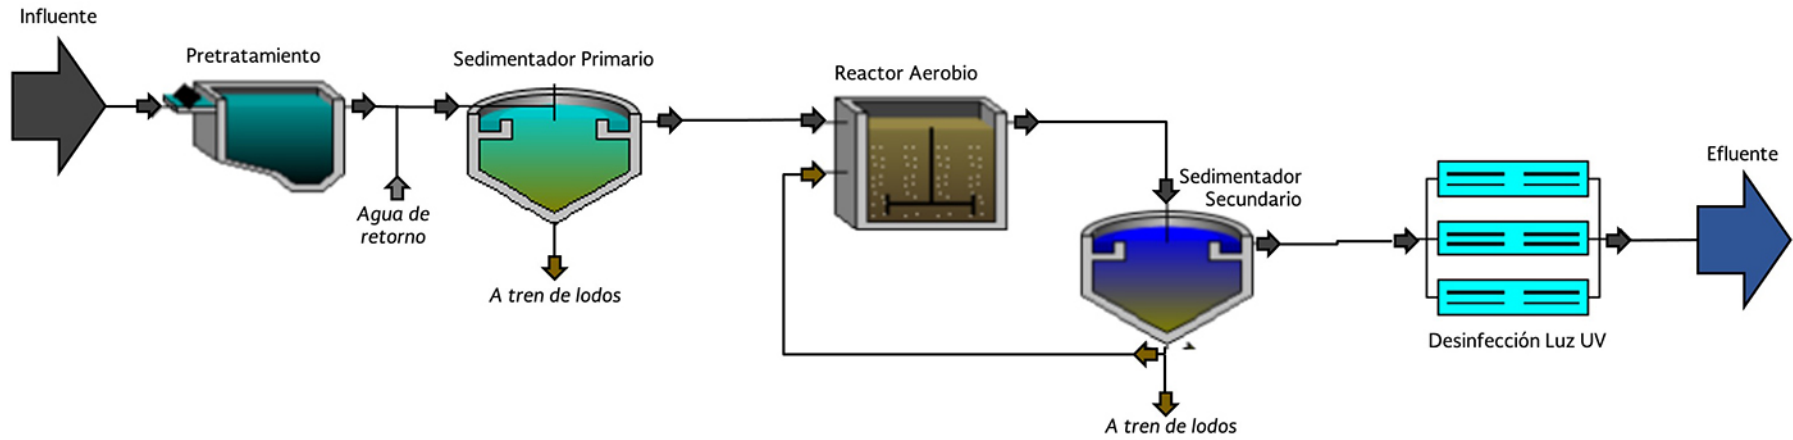 Influente
Pretratamiento
Agua de
retorno
Sedimentador Primario
A tren de lodos
Reactor Aerobio
Sedimentador
Secundario
A tren de lodos
Desinfección Luz UV
Efluente